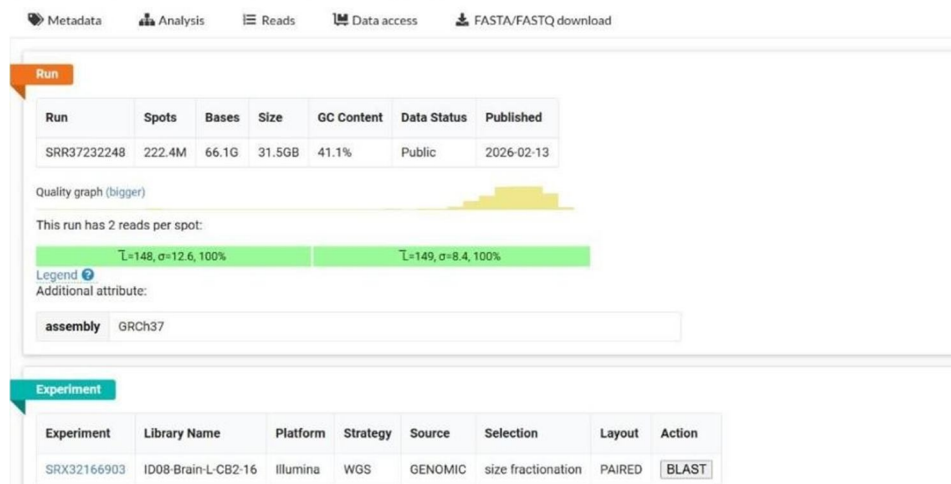 Metadata Analysis Reads Data access FASTA/FASTQ download
Run
Run Spots Bases Size GC Content Data Status Published
SRR37232248 222.4M 66.1G 31.5GB 41.1% Public 2026-02-13
Quality graph (bigger)
This run has 2 reads per spot:
L̅=148, σ=12.6, 100% L̅=149, σ=8.4, 100%
Legend ?
Additional attribute:
assembly GRCh37
Experiment
Experiment Library Name Platform Strategy Source Selection Layout Action
SRX32166903 ID08-Brain-L-CB2-16 Illumina WGS GENOMIC size fractionation PAIRED BLAST